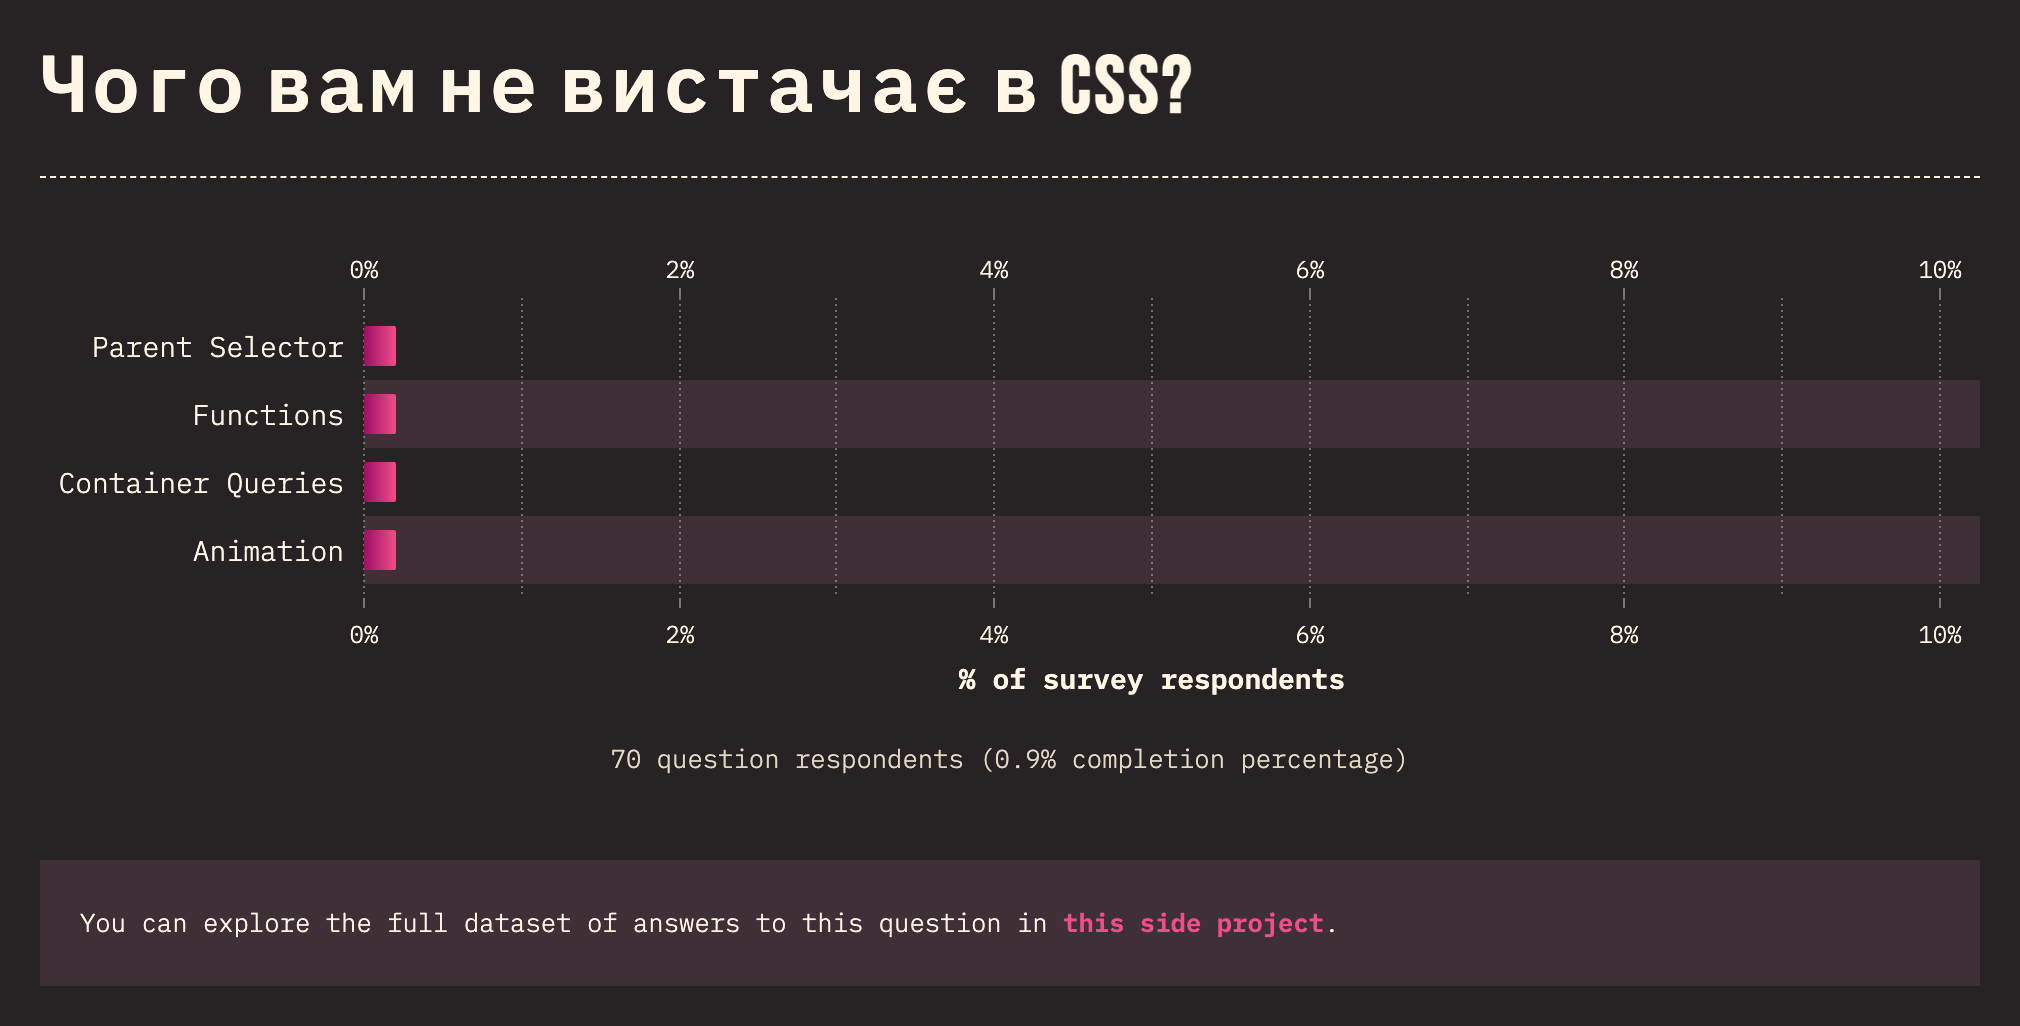 Чого вам не вистачає в CSS?
0% 2% 4% 6% 8% 10%
Parent Selector
Functions
Container Queries
Animation
0% 2% 4% 6% 8% 10%
% of survey respondents
70 question respondents (0.9% completion percentage)
You can explore the full dataset of answers to this question in this side project.